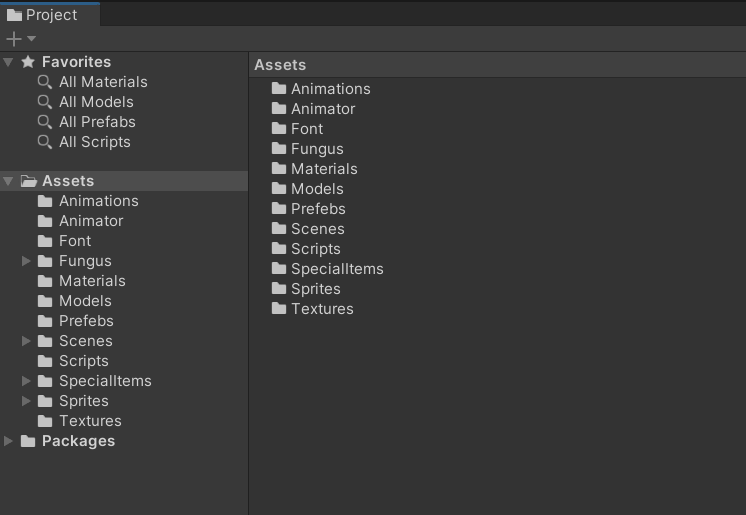 Project
Favorites
All Materials
All Models
All Prefabs
All Scripts
Assets
Animations
Animator
Font
Fungus
Materials
Models
Prefebs
Scenes
Scripts
SpecialItems
Sprites
Textures
Packages
Assets
Animations
Animator
Font
Fungus
Materials
Models
Prefebs
Scenes
Scripts
SpecialItems
Sprites
Textures